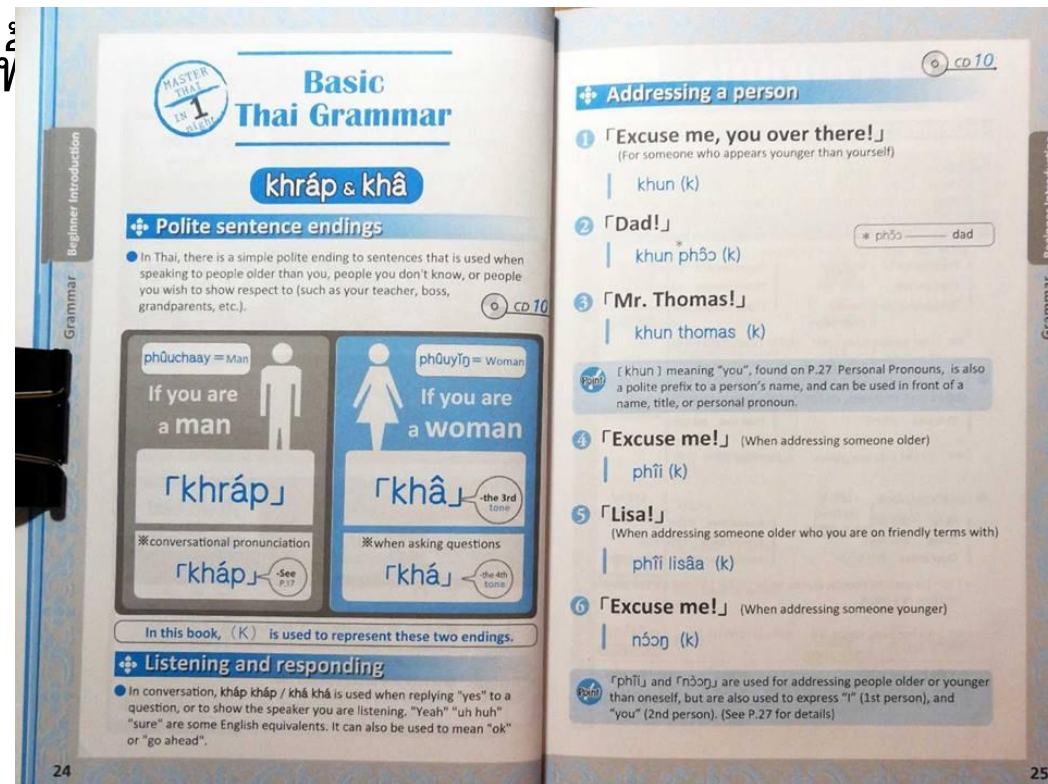 MASTER
THAI
IN 1
night
Basic
Thai Grammar
khráp & khâ
Polite sentence endings
In Thai, there is a simple polite ending to sentences that is used when
speaking to people older than you, people you don't know, or people
you wish to show respect to (such as your teacher, boss,
grandparents, etc.).
CD 10
phûuchaay = Man
If you are
a man
「khráp」
※conversational pronunciation
「kháp」
-See
P.17
phûuyǐŋ = Woman
If you are
a woman
「khâ」
-the 3rd
tone
※when asking questions
「khá」
-the 4th
tone
In this book, (K) is used to represent these two endings.
Listening and responding
In conversation, kháp kháp / khá khá is used when replying "yes" to a
question, or to show the speaker you are listening. "Yeah" "uh huh"
"sure" are some English equivalents. It can also be used to mean "ok"
or "go ahead".
24
Beginner Introduction
Grammar
CD 10
Addressing a person
1 「Excuse me, you over there!」
(For someone who appears younger than yourself)
khun (k)
2 「Dad!」
khun phɔ̂ɔ* (k)
* phɔ̂ɔ — dad
3 「Mr. Thomas!」
khun thomas (k)
Point [ khun ] meaning "you", found on P.27 Personal Pronouns, is also
a polite prefix to a person's name, and can be used in front of a
name, title, or personal pronoun.
4 「Excuse me!」 (When addressing someone older)
phîi (k)
5 「Lisa!」
(When addressing someone older who you are on friendly terms with)
phîi lisâa (k)
6 「Excuse me!」 (When addressing someone younger)
nɔ́ɔŋ (k)
Point 「phîi」 and 「nɔ́ɔŋ」 are used for addressing people older or younger
than oneself, but are also used to express "I" (1st person), and
"you" (2nd person). (See P.27 for details)
25